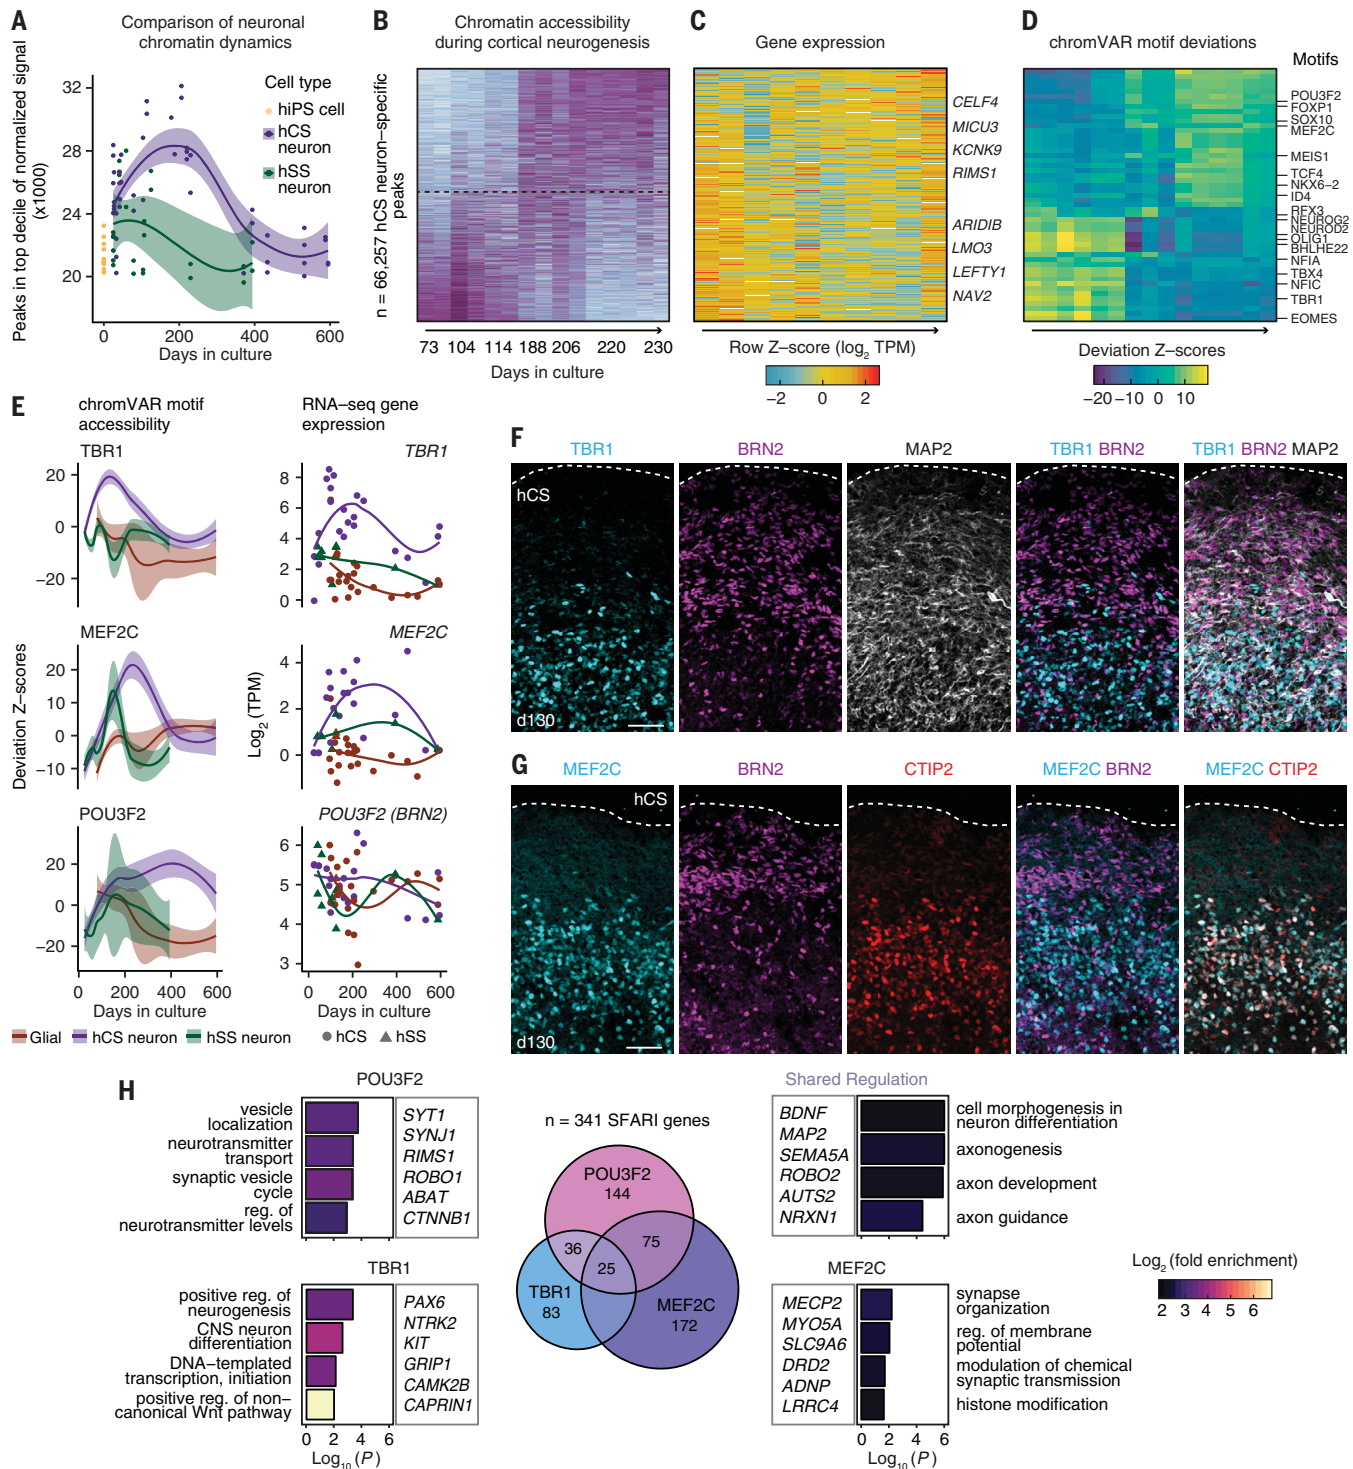 A
Comparison of neuronal
chromatin dynamics
Peaks in top decile of normalized signal
(x1000)
32
28
24
20
0
200
400
600
Days in culture
Cell type
hiPS cell
hCS
neuron
hSS
neuron
B
Chromatin accessibility
during cortical neurogenesis
n = 66,257 hCS neuron–specific
peaks
73 104 114 188 206 220 230
Days in culture
C
Gene expression
CELF4
MICU3
KCNK9
RIMS1
ARIDIB
LMO3
LEFTY1
NAV2
Row Z–score (log2 TPM)
−2 0 2
D
chromVAR motif deviations
Motifs
POU3F2
FOXP1
SOX10
MEF2C
MEIS1
TCF4
NKX6–2
ID4
RFX3
NEUROG2
NEUROD2
OLIG1
BHLHE22
NFIA
TBX4
NFIC
TBR1
EOMES
Deviation Z–scores
−20 −10 0 10
E
chromVAR motif
accessibility
RNA–seq gene
expression
TBR1
20
0
−20
TBR1
8
6
4
2
0
MEF2C
20
10
0
−10
MEF2C
4
2
0
Deviation Z–scores
Log2 (TPM)
POU3F2
20
0
−20
POU3F2 (BRN2)
6
5
4
3
0 200 400 600
0 200 400 600
Days in culture
Days in culture
Glial
hCS neuron
hSS neuron
hCS
hSS
F
TBR1
BRN2
MAP2
TBR1 BRN2
TBR1 BRN2 MAP2
hCS
d130
G
MEF2C
BRN2
CTIP2
MEF2C BRN2
MEF2C CTIP2
hCS
d130
H
POU3F2
vesicle
localization
neurotransmitter
transport
synaptic vesicle
cycle
reg. of
neurotransmitter levels
SYT1
SYNJ1
RIMS1
ROBO1
ABAT
CTNNB1
TBR1
positive reg. of
neurogenesis
CNS neuron
differentiation
DNA–templated
transcription, initiation
positive reg. of non–
canonical Wnt pathway
PAX6
NTRK2
KIT
GRIP1
CAMK2B
CAPRIN1
0 2 4 6
Log10 (P)
n = 341 SFARI genes
POU3F2
144
36
75
25
TBR1
83
MEF2C
172
Shared Regulation
BDNF
MAP2
SEMA5A
ROBO2
AUTS2
NRXN1
cell morphogenesis in
neuron differentiation
axonogenesis
axon development
axon guidance
MEF2C
MECP2
MYO5A
SLC9A6
DRD2
ADNP
LRRC4
synapse
organization
reg. of membrane
potential
modulation of chemical
synaptic transmission
histone modification
0 2 4 6
Log10 (P)
Log2 (fold enrichment)
2 3 4 5 6